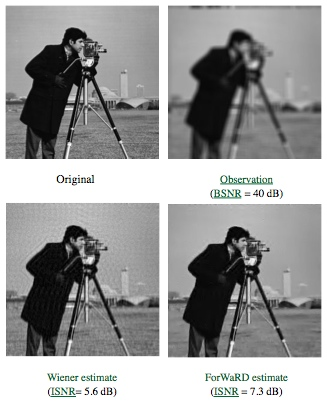 Original
Observation
(BSNR = 40 dB)
Wiener estimate
(ISNR= 5.6 dB)
ForWaRD estimate
(ISNR = 7.3 dB)